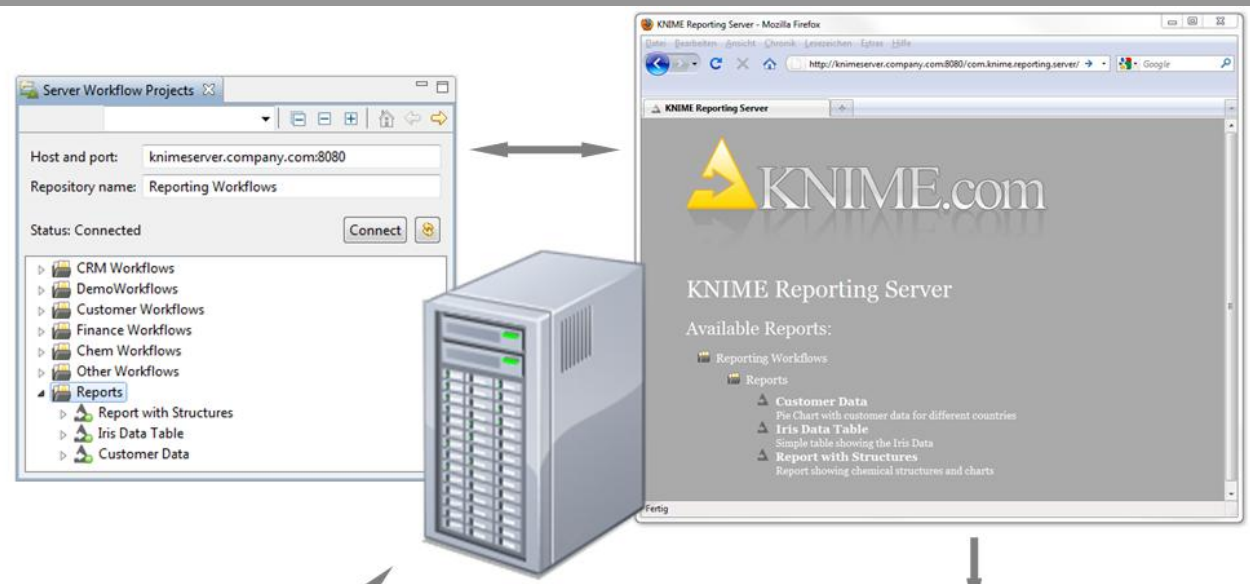 Server Workflow Projects
Host and port: knimeserver.company.com:8080
Repository name: Reporting Workflows
Status: Connected
Connect
CRM Workflows
DemoWorkflows
Customer Workflows
Finance Workflows
Chem Workflows
Other Workflows
Reports
Report with Structures
Iris Data Table
Customer Data
KNIME Reporting Server - Mozilla Firefox
Datei Bearbeiten Ansicht Chronik Lesezeichen Extras Hilfe
http://knimeserver.company.com:8080/com.knime.reporting.server/ Google
KNIME Reporting Server
KNIME.com
KNIME Reporting Server
Available Reports:
Reporting Workflows
Reports
Customer Data
Pie Chart with customer data for different countries
Iris Data Table
Simple table showing the Iris Data
Report with Structures
Report showing chemical structures and charts
Fertig